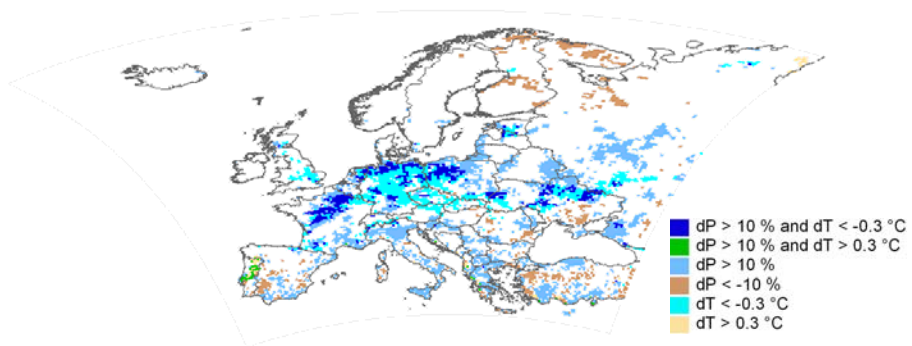 dP > 10 % and dT < -0.3 °C
dP > 10 % and dT > 0.3 °C
dP > 10 %
dP < -10 %
dT < -0.3 °C
dT > 0.3 °C